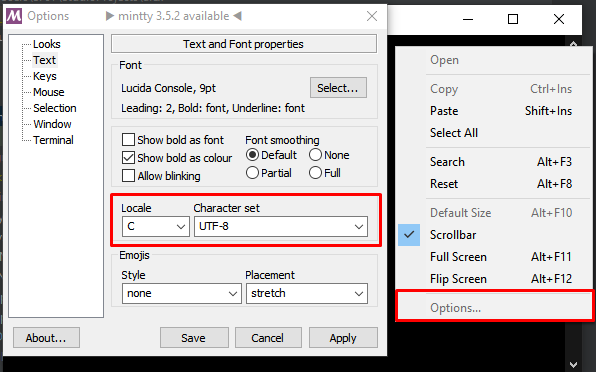 Options
▶ mintty 3.5.2 available ◀
Looks
Text
Keys
Mouse
Selection
Window
Terminal
Text and Font properties
Font
Lucida Console, 9pt
Select...
Leading: 2, Bold: font, Underline: font
Show bold as font
Show bold as colour
Allow blinking
Font smoothing
Default
None
Partial
Full
Locale
Character set
C
UTF-8
Emojis
Style
Placement
none
stretch
About...
Save
Cancel
Apply
Open
Copy Ctrl+Ins
Paste Shift+Ins
Select All
Search Alt+F3
Reset Alt+F8
Default Size Alt+F10
Scrollbar
Full Screen Alt+F11
Flip Screen Alt+F12
Options...